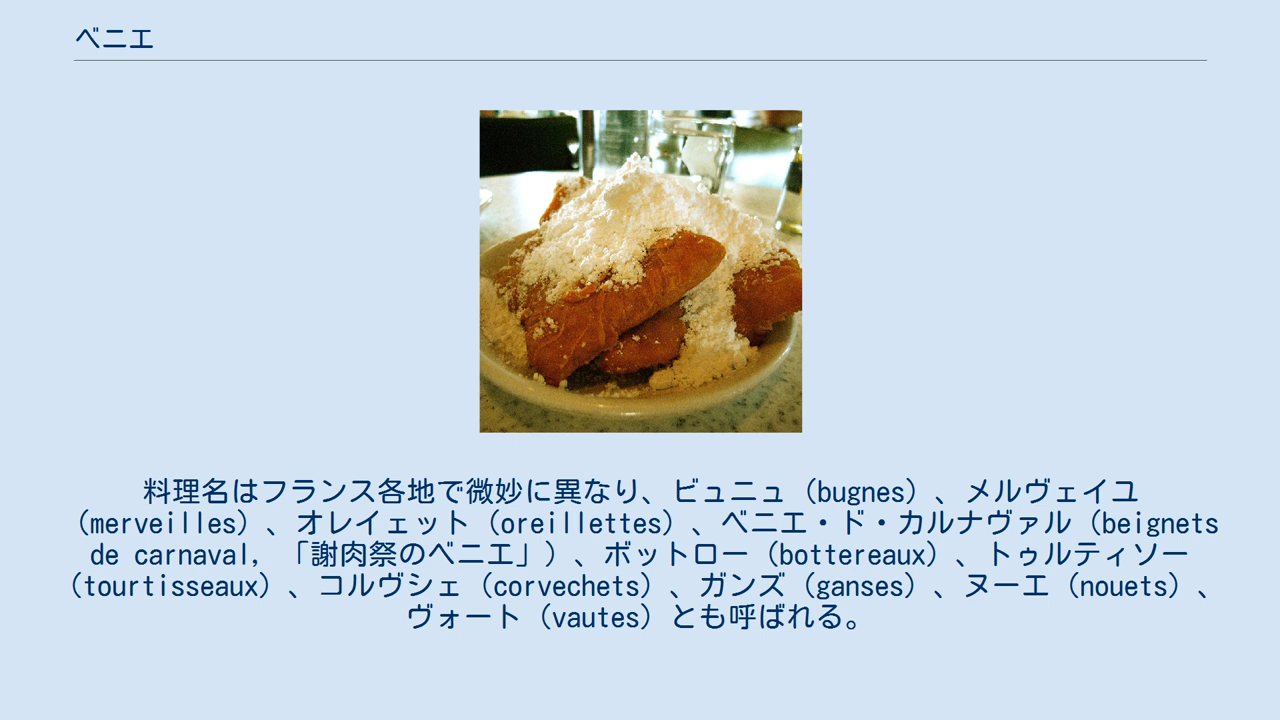 ベニエ
料理名はフランス各地で微妙に異なり、ビュニュ（bugnes）、メルヴェイユ
（merveilles）、オレイェット（oreillettes）、ベニエ・ド・カルナヴァル（beignets
de carnaval, 「謝肉祭のベニエ」）、ボットロー（bottereaux）、トゥルティソー
（tourtisseaux）、コルヴシェ（corvechets）、ガンズ（ganses）、ヌーエ（nouets）、
ヴォート（vautes）とも呼ばれる。